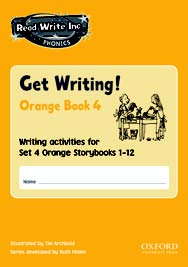 Read Write Inc.
PHONICS
Get Writing!
Orange Book 4
Writing activities for
Set 4 Orange Storybooks 1-12
Name
Illustrated by Tim Archbold
Series developed by Ruth Miskin
OXFORD
UNIVERSITY PRESS